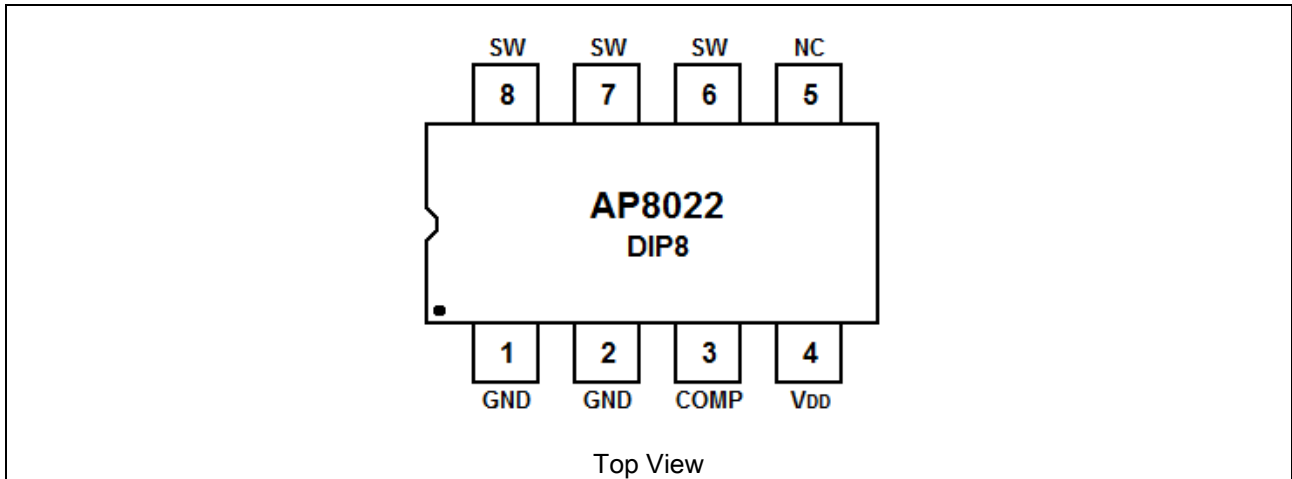 SW SW SW NC
8 7 6 5
AP8022
DIP8
1 2 3 4
GND GND COMP VDD
Top View